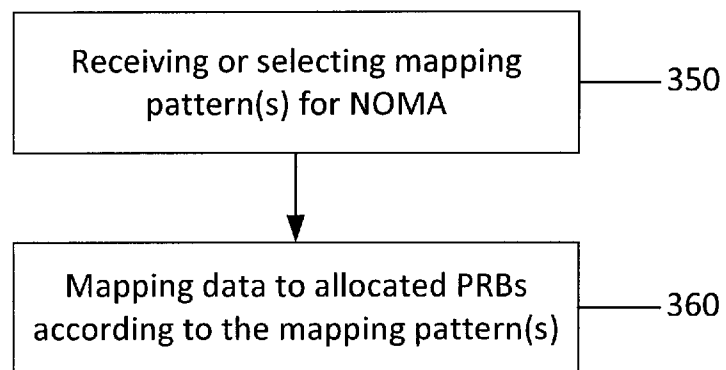 Receiving or selecting mapping
pattern(s) for NOMA
350
Mapping data to allocated PRBs
according to the mapping pattern(s)
360